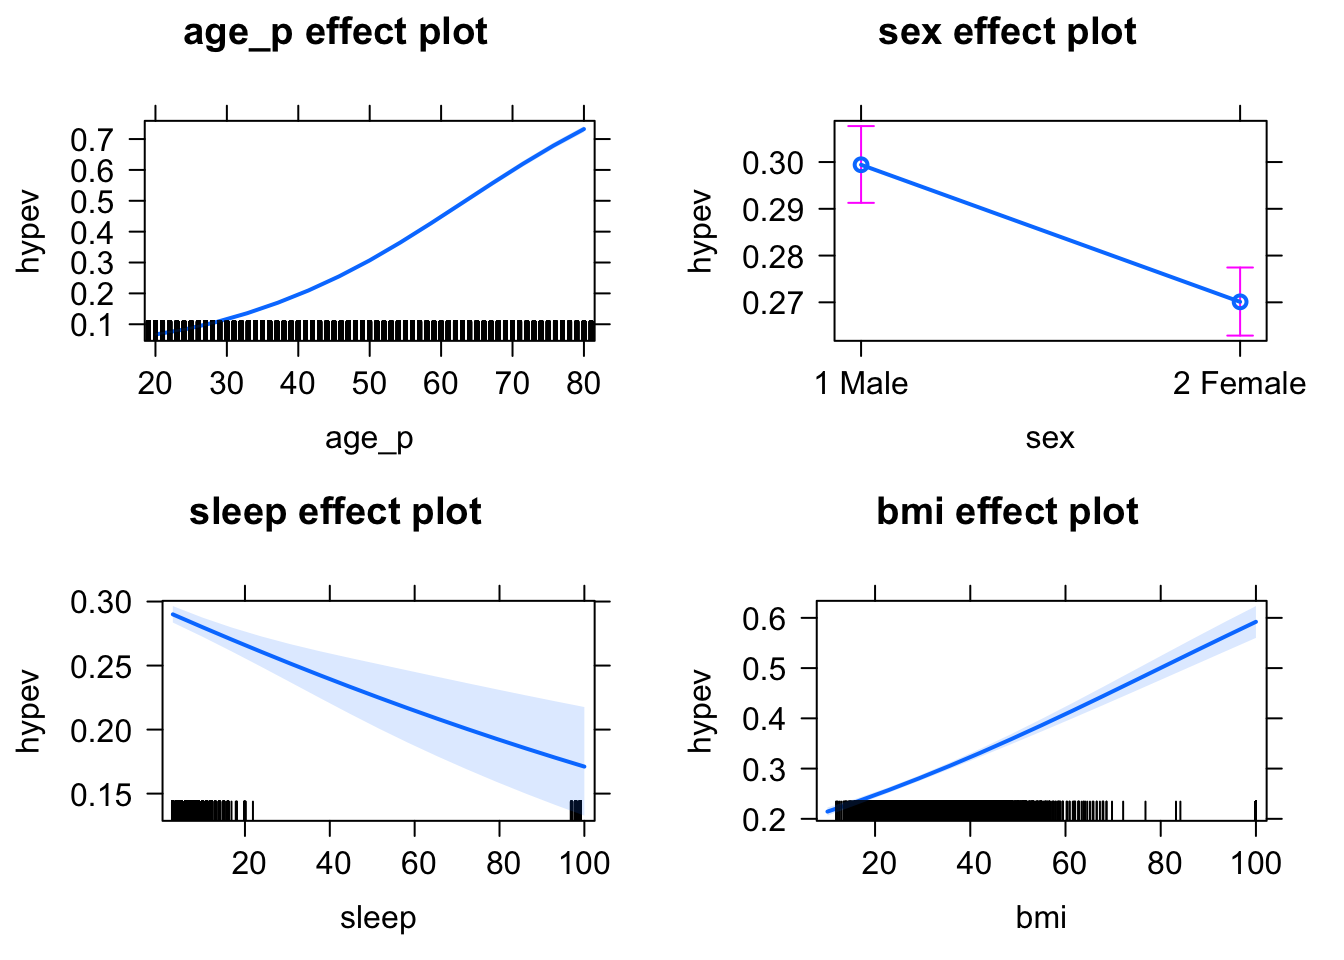 age_p effect plot
hypev
0.7
0.6
0.5
0.4
0.3
0.2
0.1
20 30 40 50 60 70 80
age_p
sex effect plot
hypev
0.30
0.29
0.28
0.27
1 Male 2 Female
sex
sleep effect plot
hypev
0.30
0.25
0.20
0.15
20 40 60 80 100
sleep
bmi effect plot
hypev
0.6
0.5
0.4
0.3
0.2
20 40 60 80 100
bmi